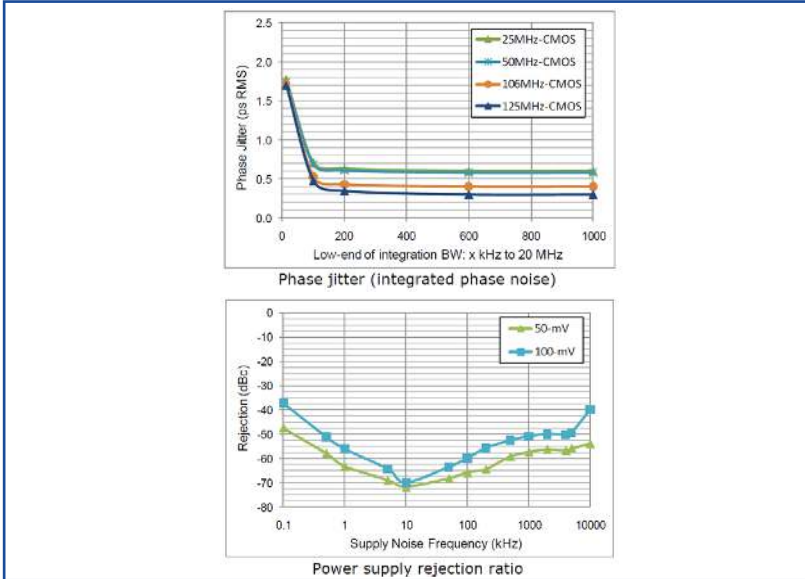 2.5
2.0
1.5
1.0
0.5
0.0
Phase Jitter (ps RMS)
25MHz-CMOS
50MHz-CMOS
106MHz-CMOS
125MHz-CMOS
0 200 400 600 800 1000
Low-end of integration BW: x kHz to 20 MHz
Phase jitter (integrated phase noise)
0
-10
-20
-30
-40
-50
-60
-70
-80
Rejection (dBc)
50-mV
100-mV
0.1 1 10 100 1000 10000
Supply Noise Frequency (kHz)
Power supply rejection ratio